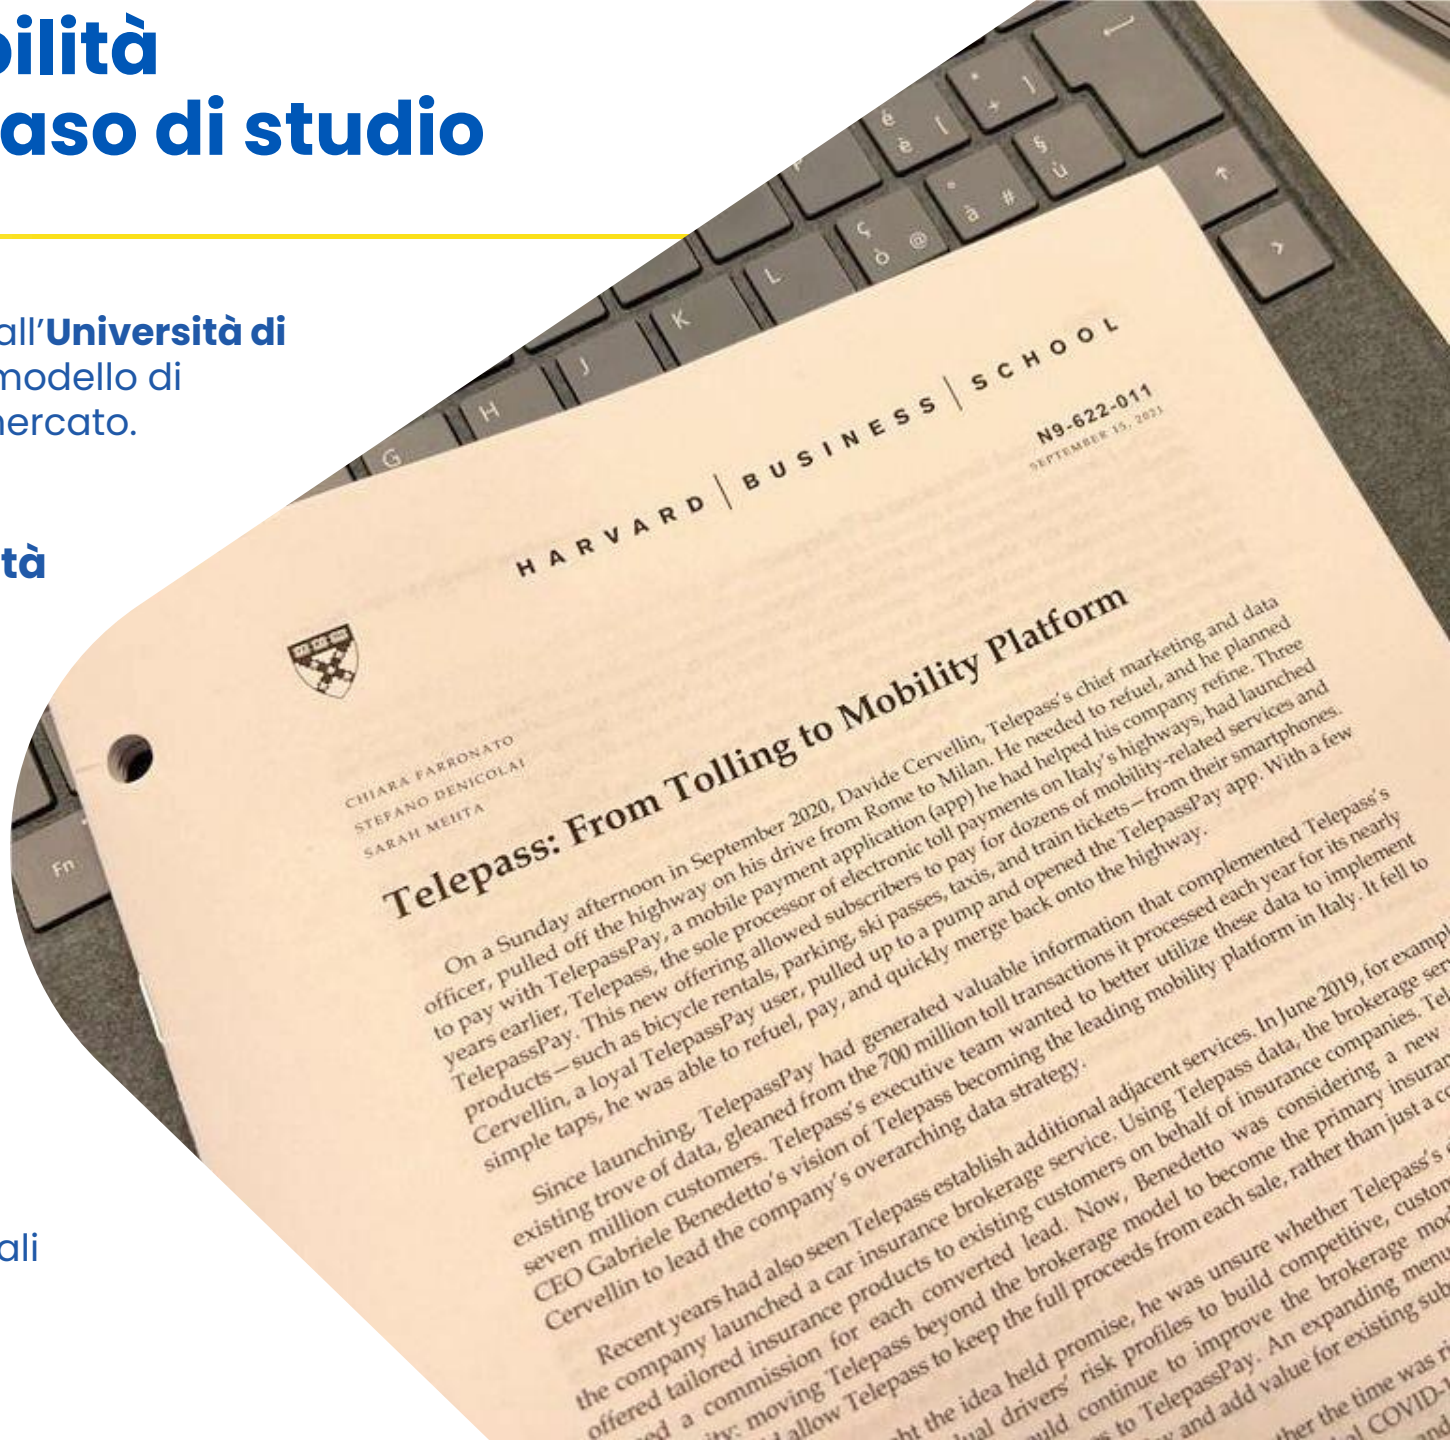 bilità
aso di studio
all’Università di
modello di
mercato.
tà
ali
HARVARD | BUSINESS | SCHOOL
N9-622-011
SEPTEMBER 15, 2021
CHIARA FARRONATO
STEFANO DENICOLAI
SARAH MEHTA
Telepass: From Tolling to Mobility Platform
On a Sunday afternoon in September 2020, Davide Cervellin, Telepass's chief marketing and data
officer, pulled off the highway on his drive from Rome to Milan. He needed to refuel, and he planned
to pay with TelepassPay, a mobile payment application (app) he had helped his company refine. Three
years earlier, Telepass, the sole processor of electronic toll payments on Italy's highways, had launched
TelepassPay. This new offering allowed subscribers to pay for dozens of mobility-related services and
products—such as bicycle rentals, parking, ski passes, taxis, and train tickets—from their smartphones.
Cervellin, a loyal TelepassPay user, pulled up to a pump and opened the TelepassPay app. With a few
simple taps, he was able to refuel, pay, and quickly merge back onto the highway.
Since launching, TelepassPay had generated valuable information that complemented Telepass's
existing trove of data, gleaned from the 700 million toll transactions it processed each year for its nearly
seven million customers. Telepass's executive team wanted to better utilize these data to implement
CEO Gabriele Benedetto's vision of Telepass becoming the leading mobility platform in Italy. It fell to
Cervellin to lead the company's overarching data strategy.
Recent years had also seen Telepass establish additional adjacent services. In June 2019, for exampl
the company launched a car insurance brokerage service. Using Telepass data, the brokerage serv
offered tailored insurance products to existing customers on behalf of insurance companies. Tel
ed a commission for each converted lead. Now, Benedetto was considering a new
ity: moving Telepass beyond the brokerage model to become the primary insuran
allow Telepass to keep the full proceeds from each sale, rather than just a co
ht the idea held promise, he was unsure whether Telepass's
ual drivers' risk profiles to build competitive, custom
uld continue to improve the brokerage mod
s to TelepassPay. An expanding menu
y and add value for existing sub
ther the time was ri
al COVID-1
H
J
K
L
G
Fn
ç
ò @
°
à #
§
ù
é
è [
*
+ ]
P
>